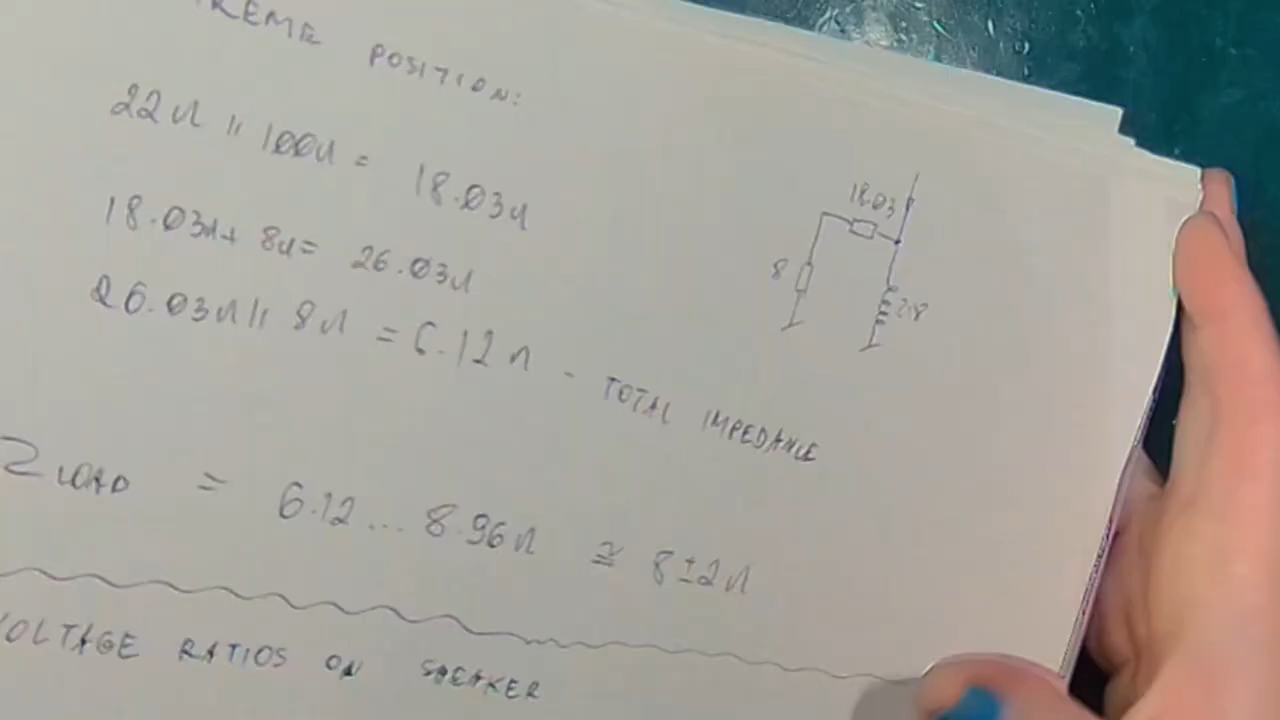 POSITION:
22Ω || 100Ω = 18.03Ω
18.03Ω + 8Ω = 26.03Ω
26.03Ω || 8Ω = 6.12Ω - TOTAL IMPEDANCE
18.03
8
Z LOAD = 6.12...8.96Ω ≅ 8±2Ω
VOLTAGE RATIOS ON SPEAKER